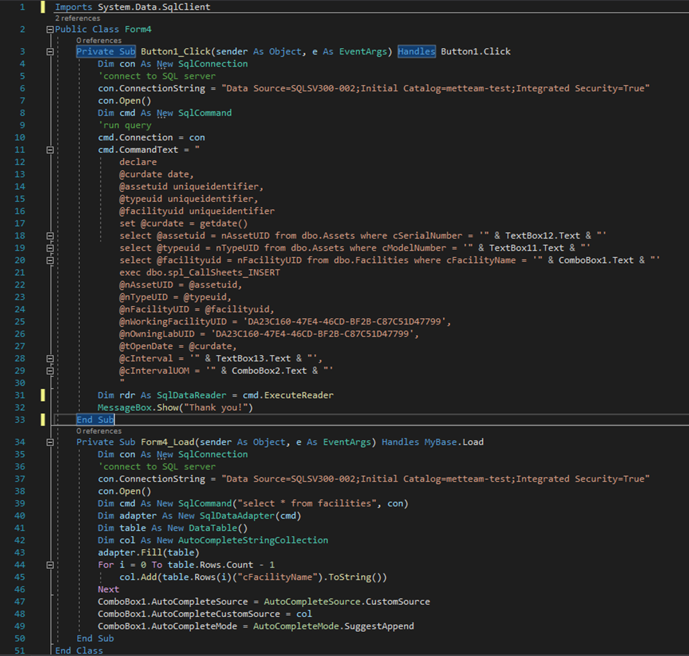 1 Imports System.Data.SqlClient
2 references
2 Public Class Form4
0 references
3 Private Sub Button1_Click(sender As Object, e As EventArgs) Handles Button1.Click
4 Dim con As New SqlConnection
5 'connect to SQL server
6 con.ConnectionString = "Data Source=SQLSV300-002;Initial Catalog=metteam-test;Integrated Security=True"
7 con.Open()
8 Dim cmd As New SqlCommand
9 'run query
10 cmd.Connection = con
11 cmd.CommandText = "
12 declare
13 @curdate date,
14 @assetuid uniqueidentifier,
15 @typeuid uniqueidentifier,
16 @facilityuid uniqueidentifier
17 set @curdate = getdate()
18 select @assetuid = nAssetUID from dbo.Assets where cSerialNumber = '" & TextBox12.Text & "'
19 select @typeuid = nTypeUID from dbo.Assets where cModelNumber = '" & TextBox11.Text & "'
20 select @facilityuid = nFacilityUID from dbo.Facilities where cFacilityName = '" & ComboBox1.Text & "'
21 exec dbo.spl_CallSheets_INSERT
22 @nAssetUID = @assetuid,
23 @nTypeUID = @typeuid,
24 @nFacilityUID = @facilityuid,
25 @nWorkingFacilityUID = 'DA23C160-47E4-46CD-BF2B-C87C51D47799',
26 @nOwningLabUID = 'DA23C160-47E4-46CD-BF2B-C87C51D47799',
27 @tOpenDate = @curdate,
28 @cInterval = '" & TextBox13.Text & "',
29 @cIntervalUOM = '" & ComboBox2.Text & "'
30 "
31 Dim rdr As SqlDataReader = cmd.ExecuteReader
32 MessageBox.Show("Thank you!")
33 End Sub
0 references
34 Private Sub Form4_Load(sender As Object, e As EventArgs) Handles MyBase.Load
35 Dim con As New SqlConnection
36 'connect to SQL server
37 con.ConnectionString = "Data Source=SQLSV300-002;Initial Catalog=metteam-test;Integrated Security=True"
38 con.Open()
39 Dim cmd As New SqlCommand("select * from facilities", con)
40 Dim adapter As New SqlDataAdapter(cmd)
41 Dim table As New DataTable()
42 Dim col As New AutoCompleteStringCollection
43 adapter.Fill(table)
44 For i = 0 To table.Rows.Count - 1
45 col.Add(table.Rows(i)("cFacilityName").ToString())
46 Next
47 ComboBox1.AutoCompleteSource = AutoCompleteSource.CustomSource
48 ComboBox1.AutoCompleteCustomSource = col
49 ComboBox1.AutoCompleteMode = AutoCompleteMode.SuggestAppend
50 End Sub
51 End Class